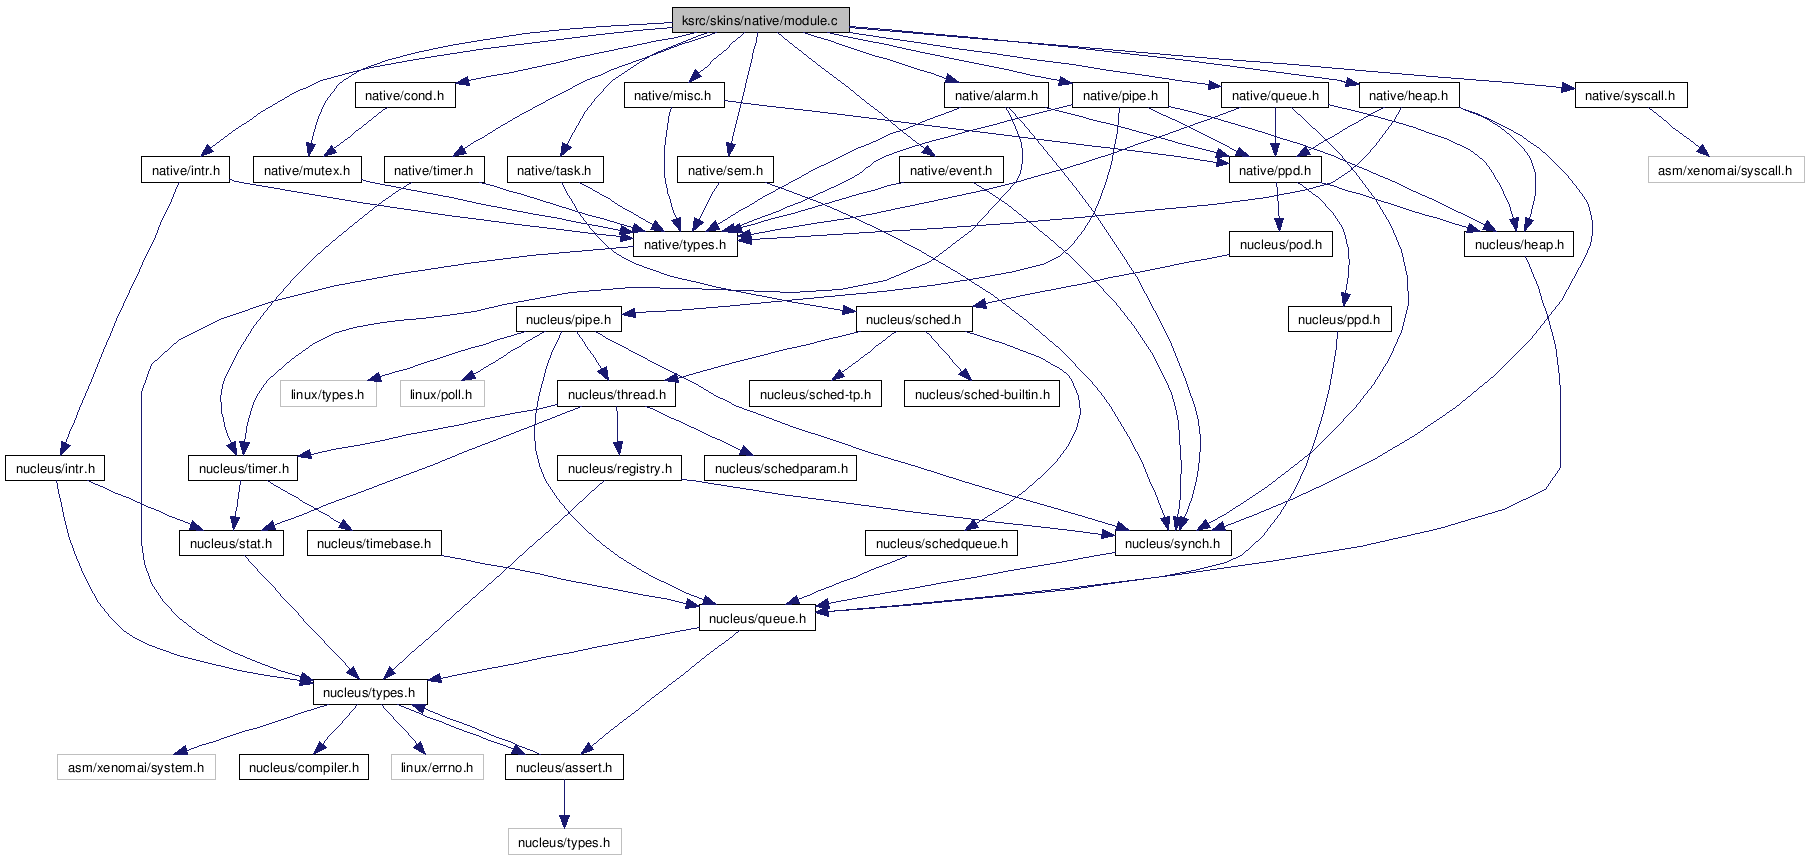 ksrc/skins/native/module.c
native/cond.h
native/misc.h
native/alarm.h
native/pipe.h
native/queue.h
native/heap.h
native/syscall.h
native/intr.h
native/mutex.h
native/timer.h
native/task.h
native/sem.h
native/event.h
native/ppd.h
asm/xenomai/syscall.h
native/types.h
nucleus/pod.h
nucleus/heap.h
nucleus/pipe.h
nucleus/sched.h
nucleus/ppd.h
linux/types.h
linux/poll.h
nucleus/thread.h
nucleus/sched-tp.h
nucleus/sched-builtin.h
nucleus/intr.h
nucleus/timer.h
nucleus/registry.h
nucleus/schedparam.h
nucleus/stat.h
nucleus/timebase.h
nucleus/schedqueue.h
nucleus/synch.h
nucleus/queue.h
nucleus/types.h
asm/xenomai/system.h
nucleus/compiler.h
linux/errno.h
nucleus/assert.h
nucleus/types.h